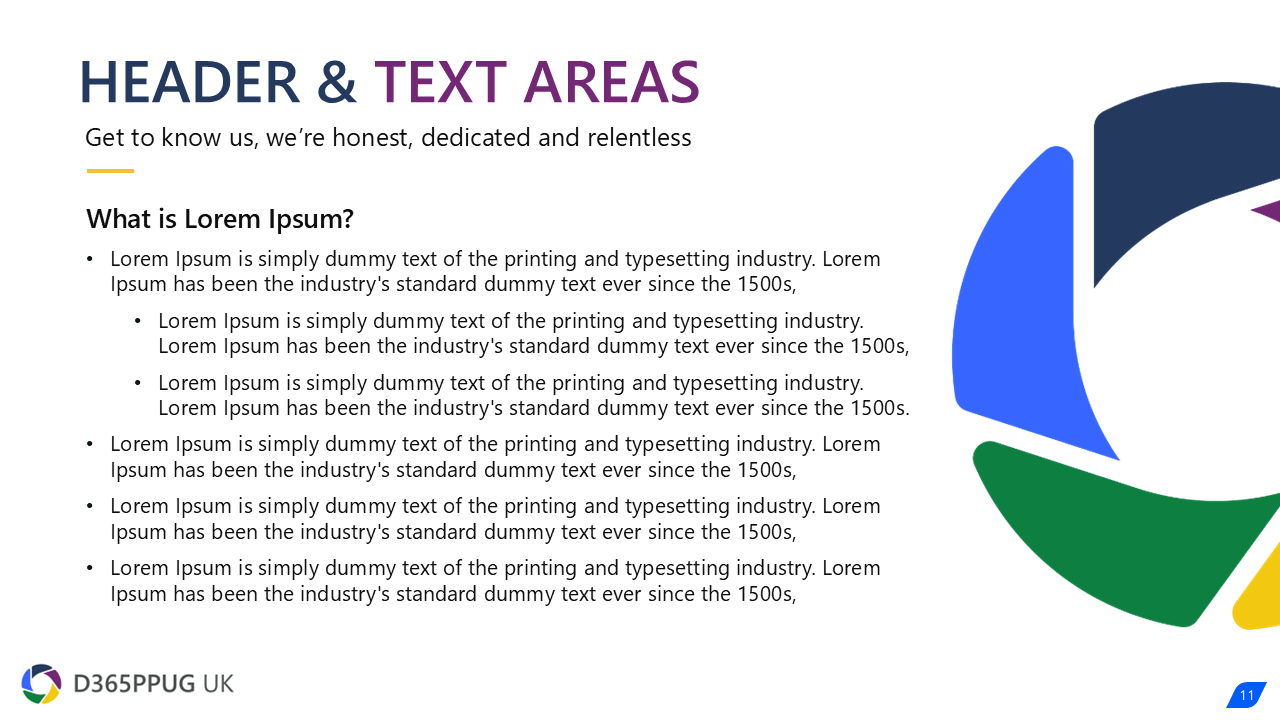 HEADER & TEXT AREAS
Get to know us, we’re honest, dedicated and relentless
What is Lorem Ipsum?
• Lorem Ipsum is simply dummy text of the printing and typesetting industry. Lorem
Ipsum has been the industry's standard dummy text ever since the 1500s,
• Lorem Ipsum is simply dummy text of the printing and typesetting industry.
Lorem Ipsum has been the industry's standard dummy text ever since the 1500s,
• Lorem Ipsum is simply dummy text of the printing and typesetting industry.
Lorem Ipsum has been the industry's standard dummy text ever since the 1500s.
• Lorem Ipsum is simply dummy text of the printing and typesetting industry. Lorem
Ipsum has been the industry's standard dummy text ever since the 1500s,
• Lorem Ipsum is simply dummy text of the printing and typesetting industry. Lorem
Ipsum has been the industry's standard dummy text ever since the 1500s,
• Lorem Ipsum is simply dummy text of the printing and typesetting industry. Lorem
Ipsum has been the industry's standard dummy text ever since the 1500s,
D365PPUG UK
11